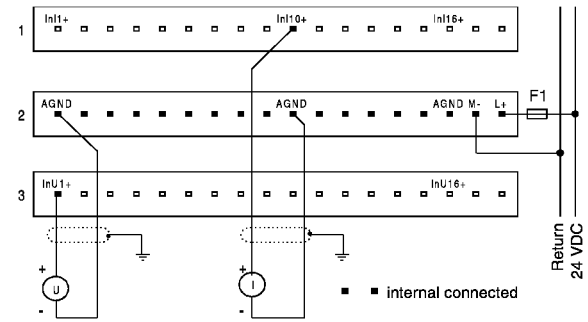 1 InI1+ InI10+ InI16+
2 AGND AGND AGND M- L+ F1
3 InU1+ InU16+
+ U -
+ I -
internal connected
Return
24 VDC